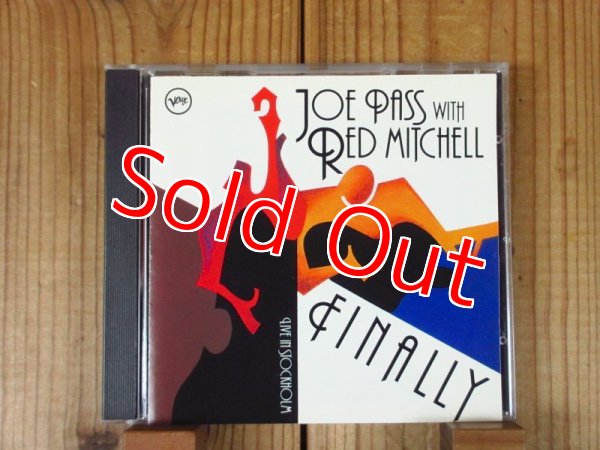 Verve
JOE PASS WITH
RED MITCHELL
Sold Out
FINALLY
LIVE IN STOCKHOLM